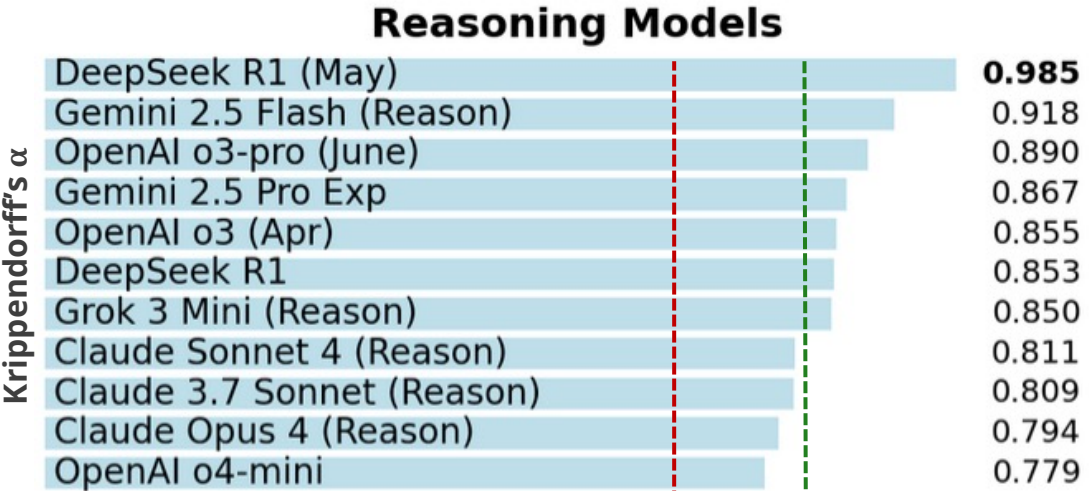 Reasoning Models
Krippendorff's α
DeepSeek R1 (May) 0.985
Gemini 2.5 Flash (Reason) 0.918
OpenAI o3-pro (June) 0.890
Gemini 2.5 Pro Exp 0.867
OpenAI o3 (Apr) 0.855
DeepSeek R1 0.853
Grok 3 Mini (Reason) 0.850
Claude Sonnet 4 (Reason) 0.811
Claude 3.7 Sonnet (Reason) 0.809
Claude Opus 4 (Reason) 0.794
OpenAI o4-mini 0.779